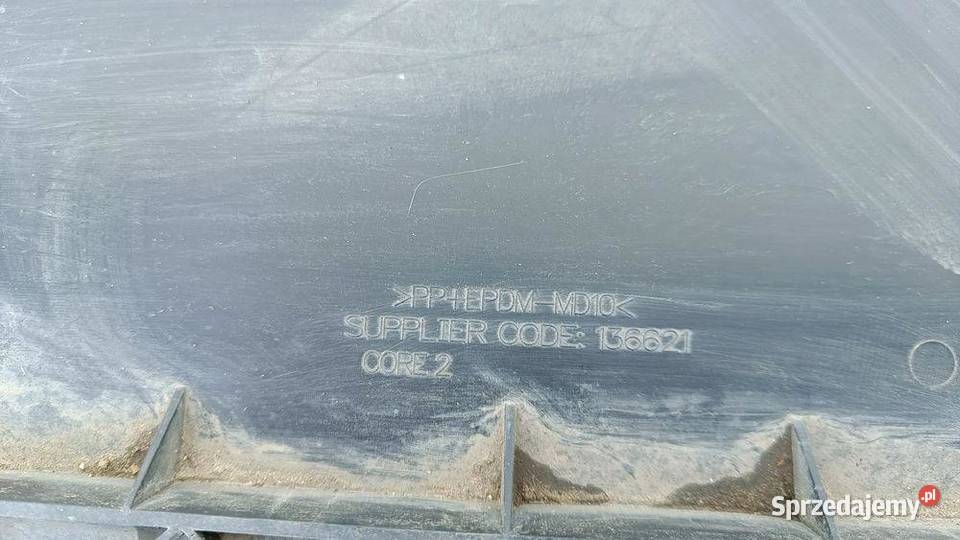 >PP+EPDM-MD10<
SUPPLIER CODE: 136621
CORE 2
Sprzedajemy.pl